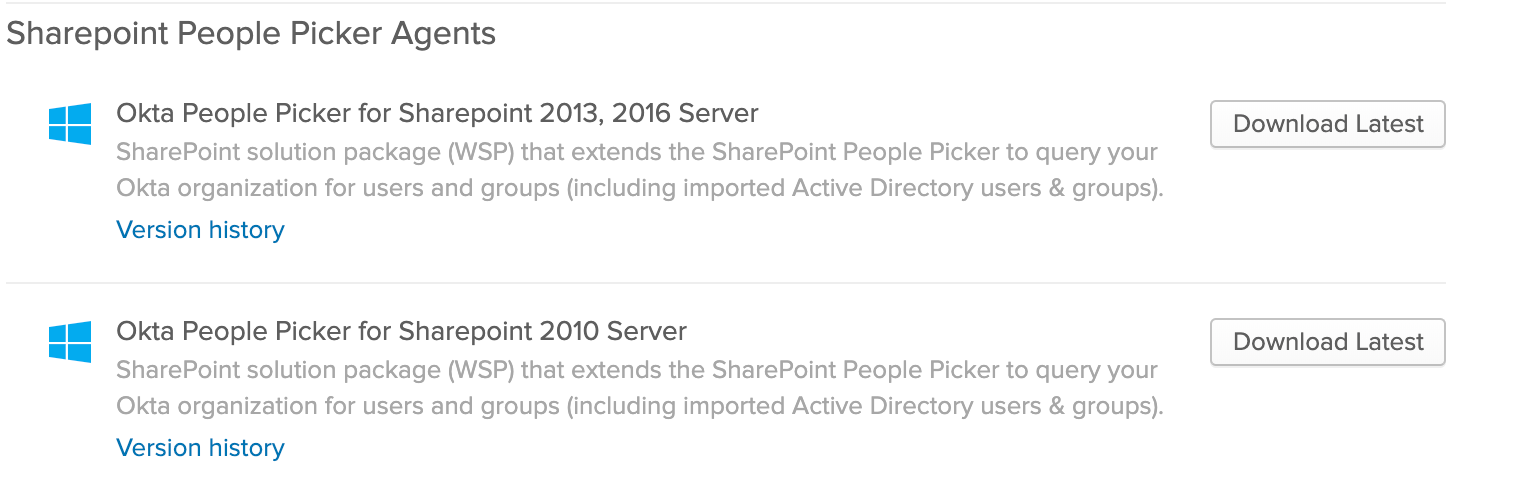 Sharepoint People Picker Agents
Okta People Picker for Sharepoint 2013, 2016 Server
Download Latest
SharePoint solution package (WSP) that extends the SharePoint People Picker to query your
Okta organization for users and groups (including imported Active Directory users & groups).
Version history
Okta People Picker for Sharepoint 2010 Server
Download Latest
SharePoint solution package (WSP) that extends the SharePoint People Picker to query your
Okta organization for users and groups (including imported Active Directory users & groups).
Version history